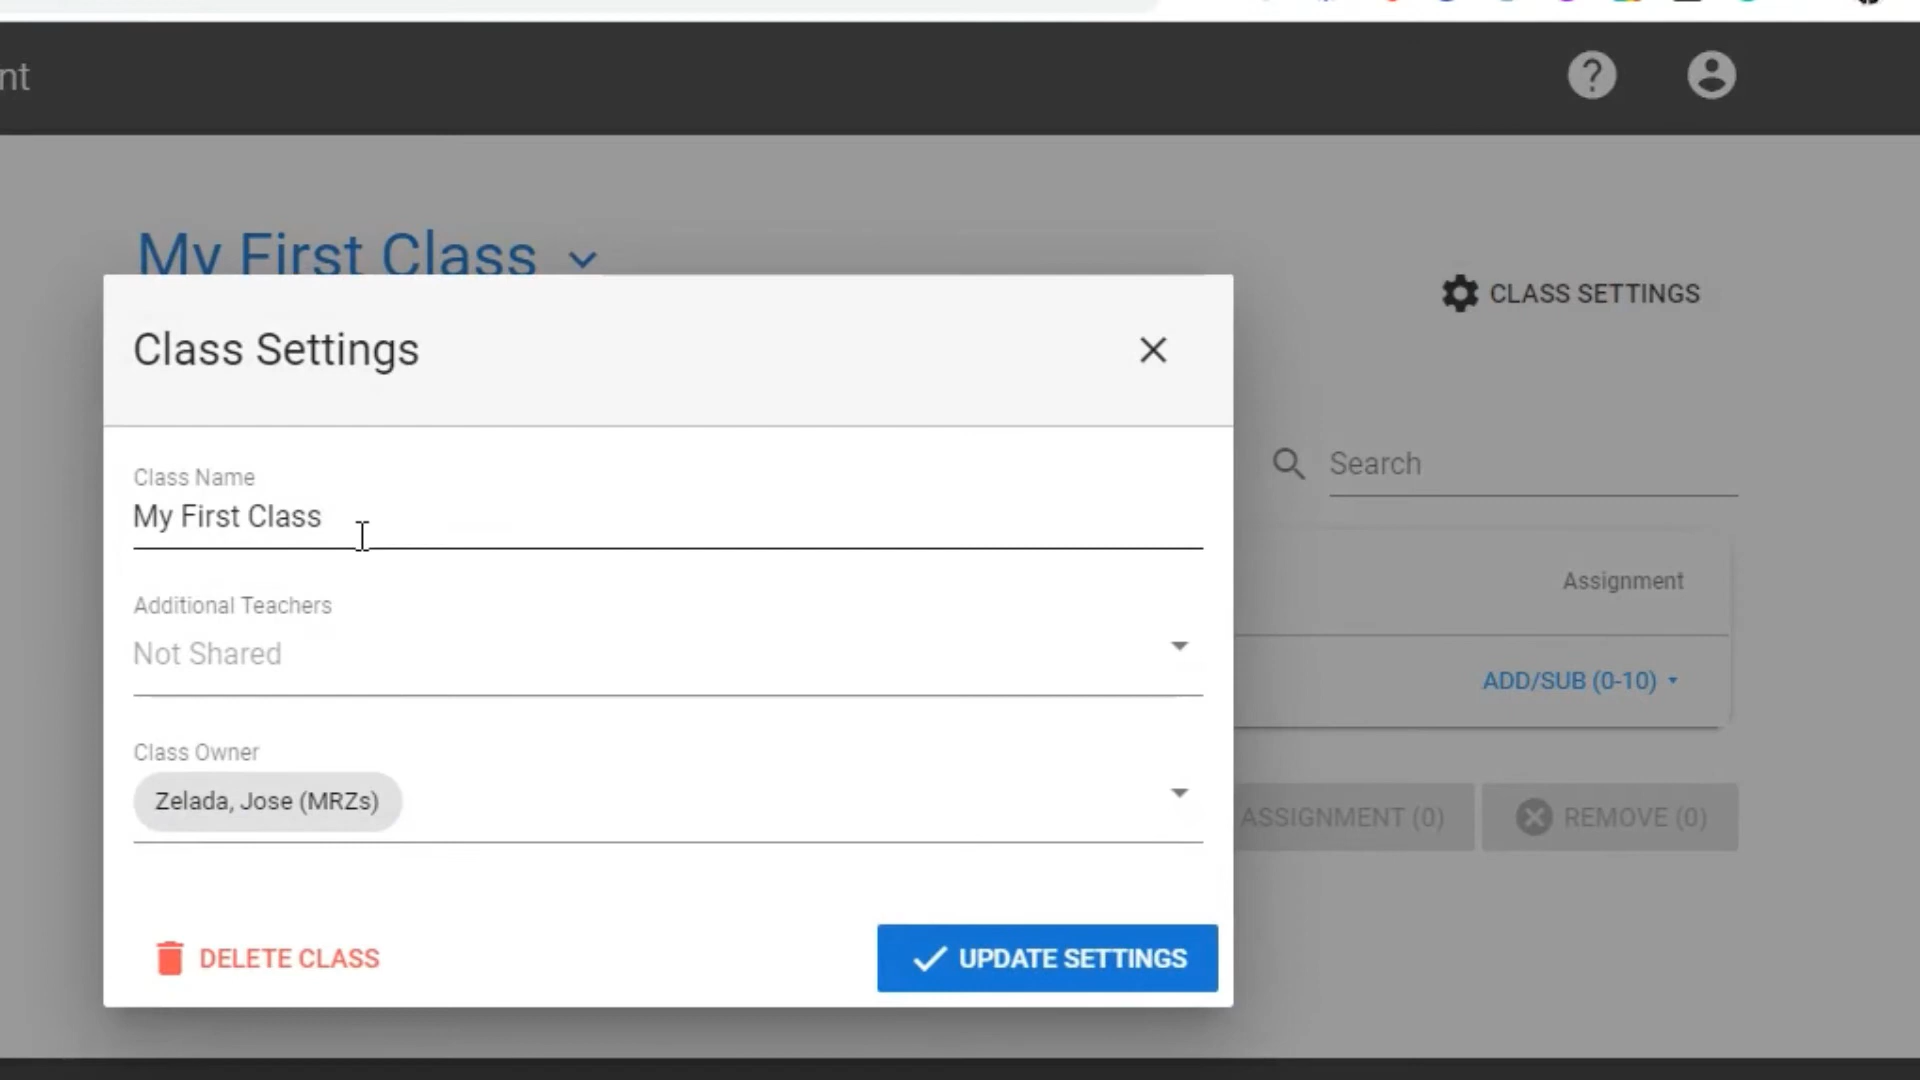 nt
My First Class
CLASS SETTINGS
Class Settings
Search
Class Name
My First Class
Assignment
Additional Teachers
Not Shared
ADD/SUB (0-10)
Class Owner
Zelada, Jose (MRZs)
ASSIGNMENT (0)
REMOVE (0)
DELETE CLASS
UPDATE SETTINGS